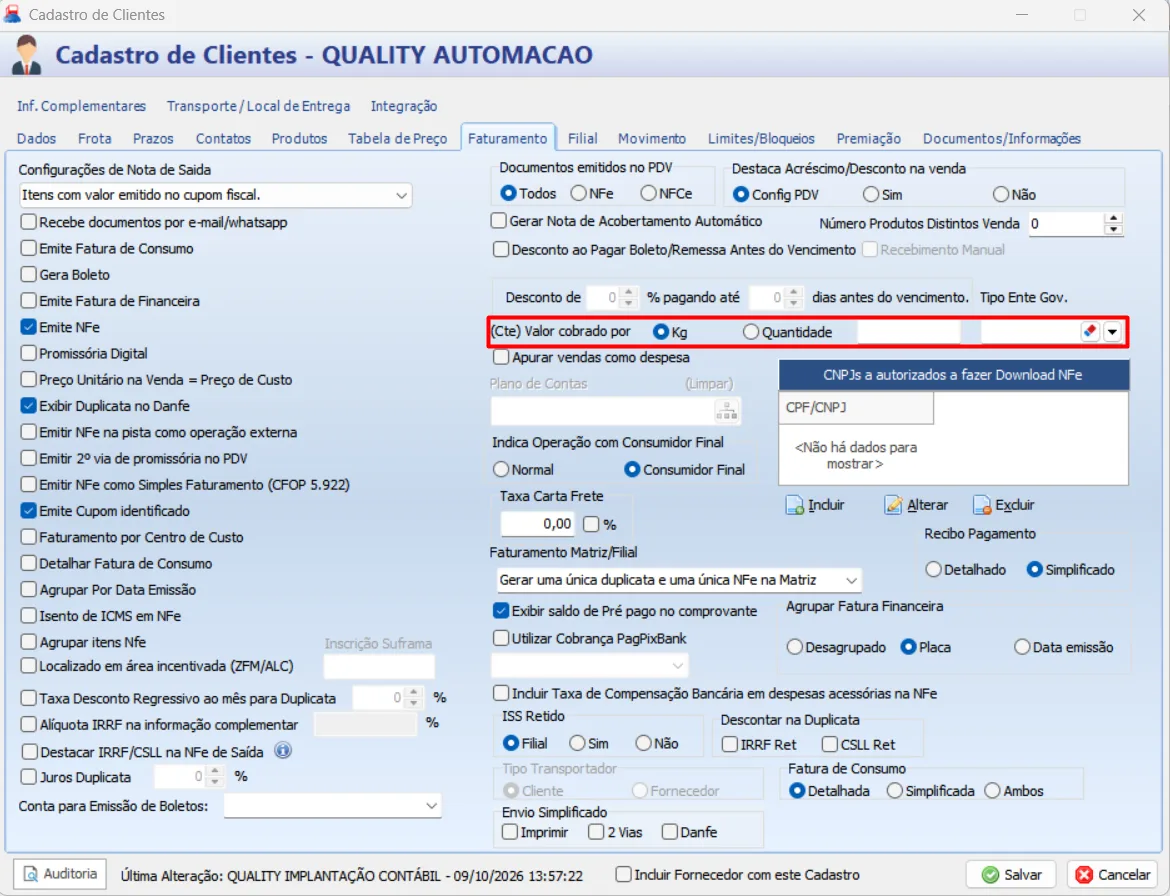 Cadastro de Clientes
Cadastro de Clientes - QUALITY AUTOMACAO
Inf. Complementares Transporte / Local de Entrega Integração
Dados Frota Prazos Contatos Produtos Tabela de Preço Faturamento Filial Movimento Limites/Bloqueios Premiação Documentos/Informações
Configurações de Nota de Saida
Itens com valor emitido no cupom fiscal.
Recebe documentos por e-mail/whatsapp
Emite Fatura de Consumo
Gera Boleto
Emite Fatura de Financeira
Emite NFe
Promissória Digital
Preço Unitário na Venda = Preço de Custo
Exibir Duplicata no Danfe
Emitir NFe na pista como operação externa
Emitir 2º via de promissória no PDV
Emitir NFe como Simples Faturamento (CFOP 5.922)
Emite Cupom identificado
Faturamento por Centro de Custo
Detalhar Fatura de Consumo
Agrupar Por Data Emissão
Isento de ICMS em NFe
Agrupar itens Nfe Inscrição Suframa
Localizado em área incentivada (ZFM/ALC)
Taxa Desconto Regressivo ao mês para Duplicata 0 %
Alíquota IRRF na informação complementar %
Destacar IRRF/CSLL na NFe de Saída
Juros Duplicata 0 %
Conta para Emissão de Boletos:
Documentos emitidos no PDV
Todos NFe NFCe
Destaca Acréscimo/Desconto na venda
Config PDV Sim Não
Gerar Nota de Acobertamento Automático Número Produtos Distintos Venda 0
Desconto ao Pagar Boleto/Remessa Antes do Vencimento Recebimento Manual
Desconto de 0 % pagando até 0 dias antes do vencimento. Tipo Ente Gov.
(Cte) Valor cobrado por Kg Quantidade
Apurar vendas como despesa
Plano de Contas (Limpar)
CNPJs a autorizados a fazer Download NFe
CPF/CNPJ
<Não há dados para
mostrar>
Incluir Alterar Excluir
Indica Operação com Consumidor Final
Normal Consumidor Final
Taxa Carta Frete
0,00 %
Recibo Pagamento
Detalhado Simplificado
Faturamento Matriz/Filial
Gerar uma única duplicata e uma única NFe na Matriz
Exibir saldo de Pré pago no comprovante
Utilizar Cobrança PagPixBank
Agrupar Fatura Financeira
Desagrupado Placa Data emissão
Incluir Taxa de Compensação Bancária em despesas acessórias na NFe
ISS Retido
Filial Sim Não
Descontar na Duplicata
IRRF Ret CSLL Ret
Tipo Transportador
Cliente Fornecedor
Fatura de Consumo
Detalhada Simplificada Ambos
Envio Simplificado
Imprimir 2 Vias Danfe
Auditoria Última Alteração: QUALITY IMPLANTAÇÃO CONTÁBIL - 09/10/2026 13:57:22 Incluir Fornecedor com este Cadastro Salvar Cancelar